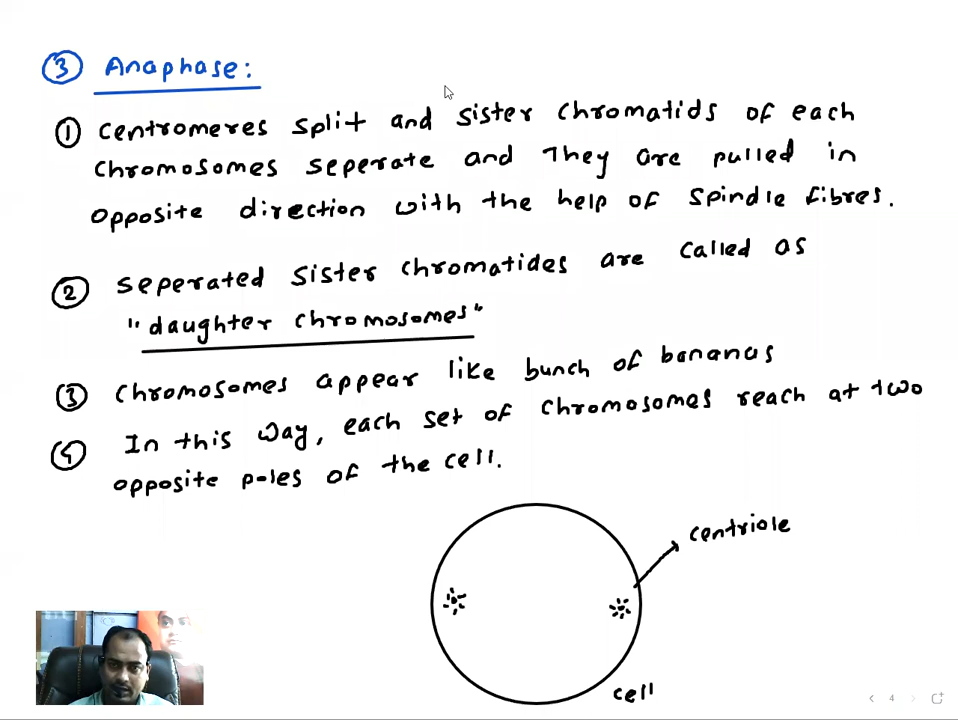 ③ Anaphase:
① Centromeres split and sister chromatids of each
chromosomes seperate and they are pulled in
opposite direction with the help of spindle fibres.
② Seperated sister chromatides are called as
"daughter chromosomes"
③ Chromosomes appear like bunch of bananas
④ In this way, each set of chromosomes reach at two
opposite poles of the cell.
centriole
cell
4